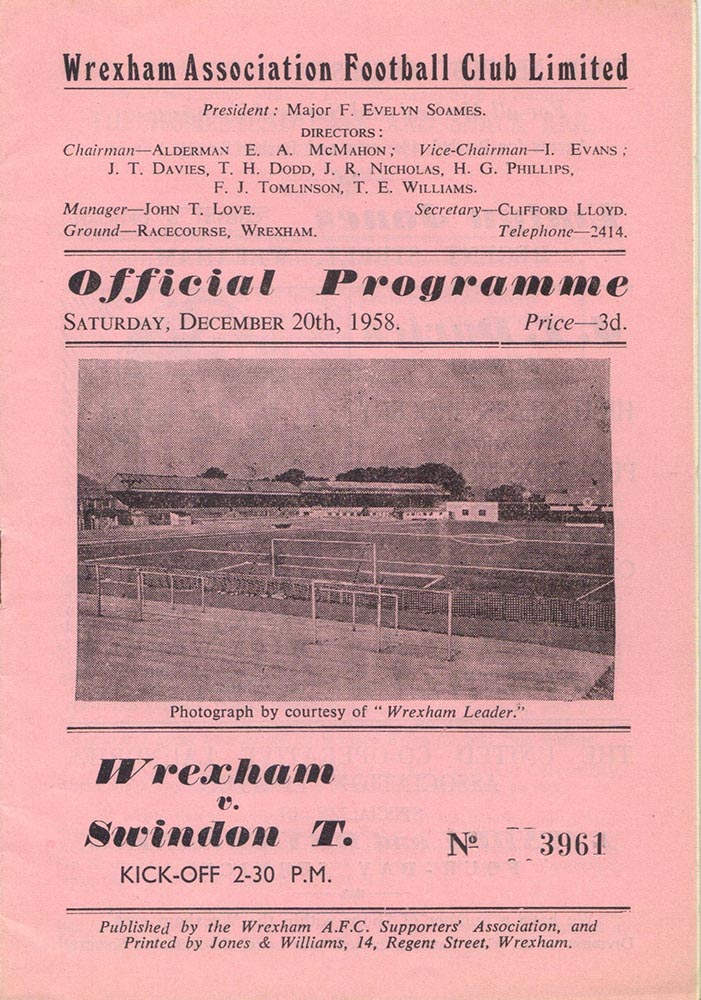 Wrexham Association Football Club Limited
President: Major F. Evelyn Soames.
DIRECTORS:
Chairman—Alderman E. A. McMahon; Vice-Chairman—I. Evans;
J. T. Davies, T. H. Dodd, J. R. Nicholas, H. G. Phillips,
F. J. Tomlinson, T. E. Williams.
Manager—John T. Love. Secretary—Clifford Lloyd.
Ground—Racecourse, Wrexham. Telephone—2414.
Official Programme
Saturday, December 20th, 1958. Price—3d.
Photograph by courtesy of "Wrexham Leader."
Wrexham
v.
Swindon T.
KICK-OFF 2-30 P.M.
No 3961
Published by the Wrexham A.F.C. Supporters' Association, and
Printed by Jones & Williams, 14, Regent Street, Wrexham.